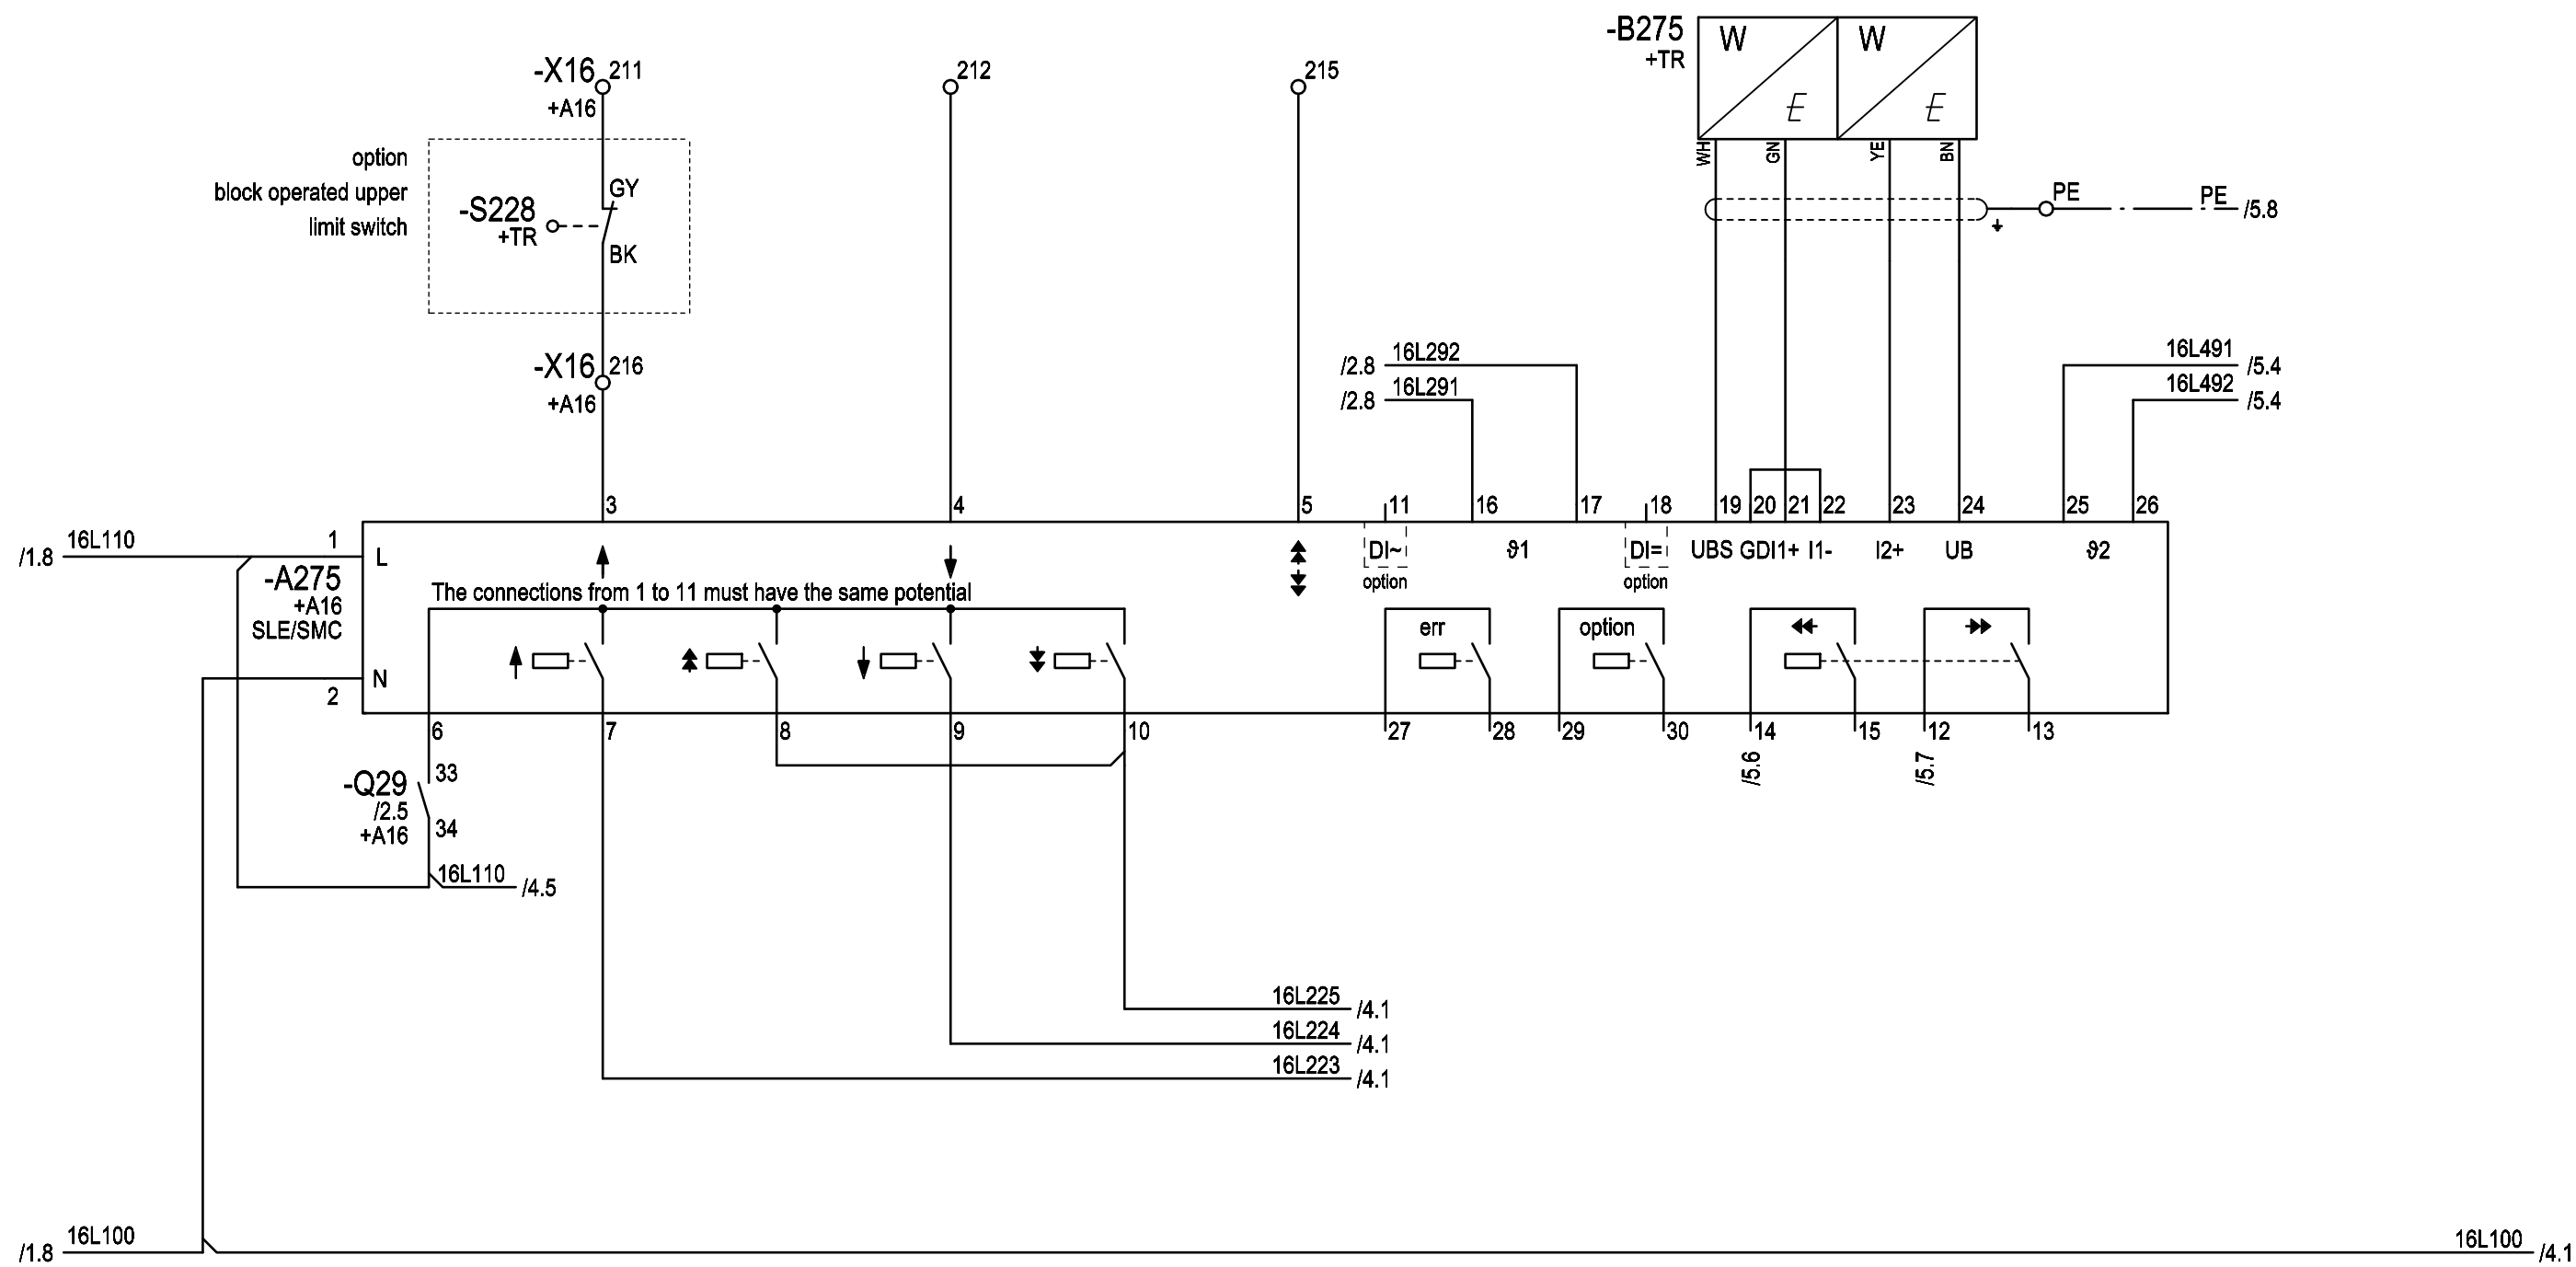 -B275
+TR
W
E
W
E
-X16 211
+A16
212
215
WH
GN
YE
BN
option
block operated upper
limit switch
-S228
+TR
GY
BK
PE
PE
/5.8
-X16 216
+A16
/2.8 16L292
/2.8 16L291
16L491 /5.4
16L492 /5.4
3
4
5
11
16
17
18
19
20
21
22
23
24
25
26
/1.8 16L110
1
L
DI~
option
ϑ1
DI=
option
UBS GDI1+ I1-
I2+
UB
ϑ2
-A275
+A16
SLE/SMC
The connections from 1 to 11 must have the same potential
err
option
N
2
6
7
8
9
10
27
28
29
30
14
15
12
13
/5.6
/5.7
-Q29
/2.5
+A16
33
34
16L110 /4.5
16L225 /4.1
16L224 /4.1
16L223 /4.1
/1.8 16L100
16L100 /4.1